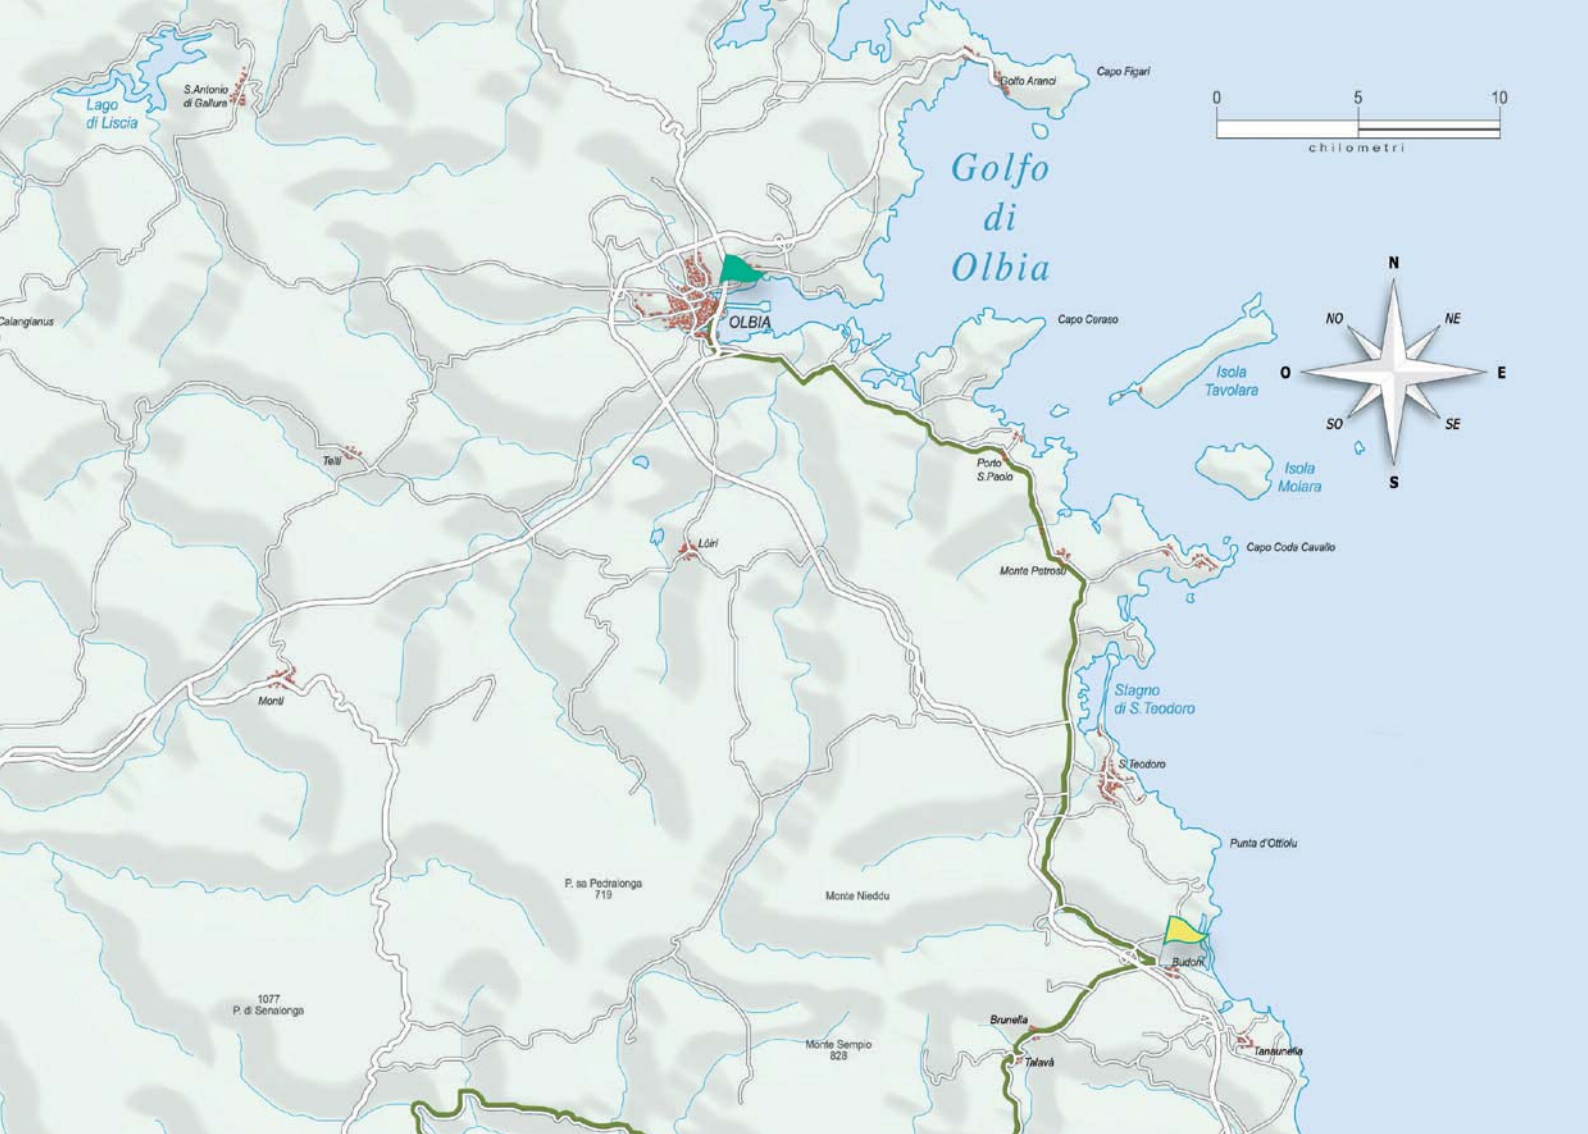 Capo Figari
Golfo Aranci
S.Antonio
di Gallura
Lago
di Liscia
0 5 10
chilometri
Golfo
di
Olbia
Calangianus
OLBIA
Capo Ceraso
Isola
Tavolara
N
NO
NE
O
E
SO
SE
S
Telti
Porto
S.Paolo
Isola
Molara
Lòiri
Capo Coda Cavallo
Monte Petrosu
Monti
Stagno
di S.Teodoro
S.Teodoro
Punta d'Ottiolu
P. sa Pedralonga
719
Monte Nieddu
Budoni
1077
P. di Senalonga
Brunella
Monte Sempio
828
Talavà
Tanaunella